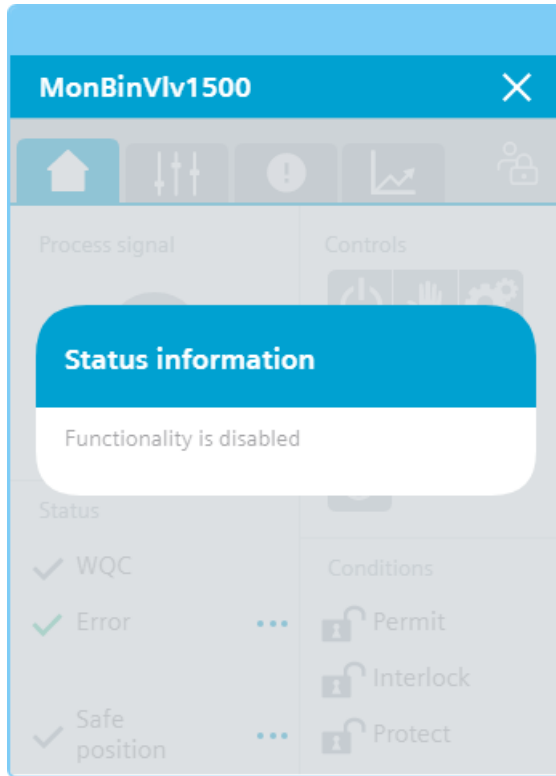 MonBinVlv1500
Process signal
Controls
Status information
Functionality is disabled
Status
WQC
Conditions
Error
Permit
Interlock
Safe
position
Protect